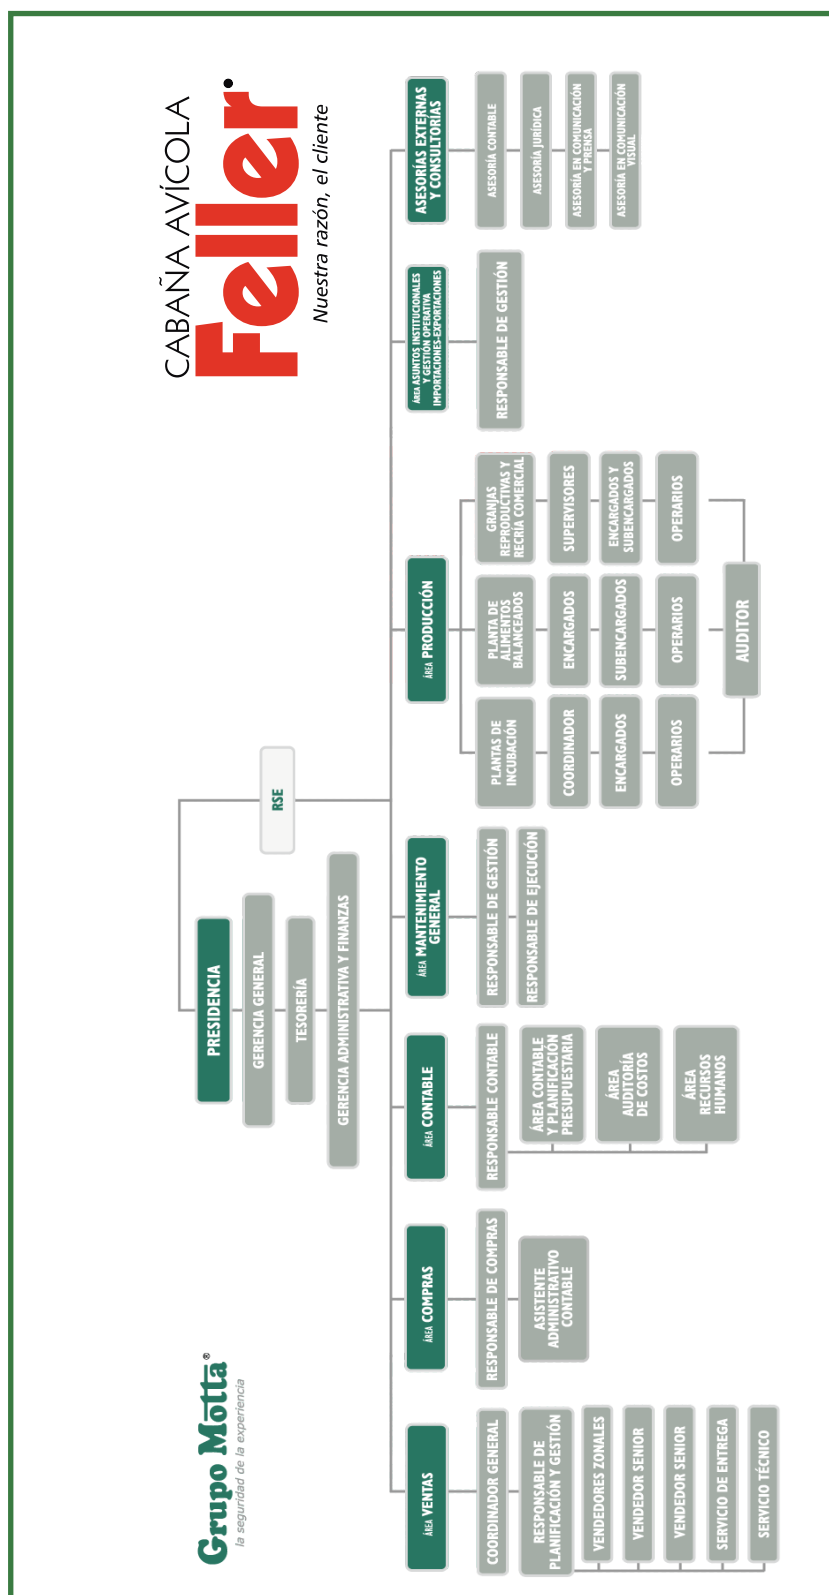 Grupo Motta®
la seguridad de la experiencia
CABAÑA AVÍCOLA
Feller
Nuestra razón, el cliente
PRESIDENCIA
GERENCIA GENERAL
TESORERÍA
GERENCIA ADMINISTRATIVA Y FINANZAS
RSE
ÁREA VENTAS
COORDINADOR GENERAL
RESPONSABLE DE
PLANIFICACIÓN Y GESTIÓN
VENDEDORES ZONALES
VENDEDOR SENIOR
VENDEDOR SENIOR
SERVICIO DE ENTREGA
SERVICIO TÉCNICO
ÁREA COMPRAS
RESPONSABLE DE COMPRAS
ASISTENTE
ADMINISTRATIVO
CONTABLE
ÁREA CONTABLE
RESPONSABLE CONTABLE
ÁREA CONTABLE
Y PLANIFICACIÓN
PRESUPUESTARIA
ÁREA
AUDITORÍA
DE COSTOS
ÁREA
RECURSOS
HUMANOS
ÁREA MANTENIMIENTO
GENERAL
RESPONSABLE DE GESTIÓN
RESPONSABLE DE EJECUCIÓN
ÁREA PRODUCCIÓN
PLANTAS DE
INCUBACIÓN
COORDINADOR
ENCARGADOS
OPERARIOS
PLANTA DE
ALIMENTOS
BALANCEADOS
ENCARGADOS
SUBENCARGADOS
OPERARIOS
GRANJAS
REPRODUCTIVAS Y
RECRÍA COMERCIAL
SUPERVISORES
ENCARGADOS Y
SUBENCARGADOS
OPERARIOS
AUDITOR
ÁREA ASUNTOS INSTITUCIONALES
Y GESTIÓN OPERATIVA
IMPORTACIONES-EXPORTACIONES
RESPONSABLE DE GESTIÓN
ASESORÍAS EXTERNAS
Y CONSULTORÍAS
ASESORÍA CONTABLE
ASESORÍA JURÍDICA
ASESORÍA EN COMUNICACIÓN
Y PRENSA
ASESORÍA EN COMUNICACIÓN
VISUAL